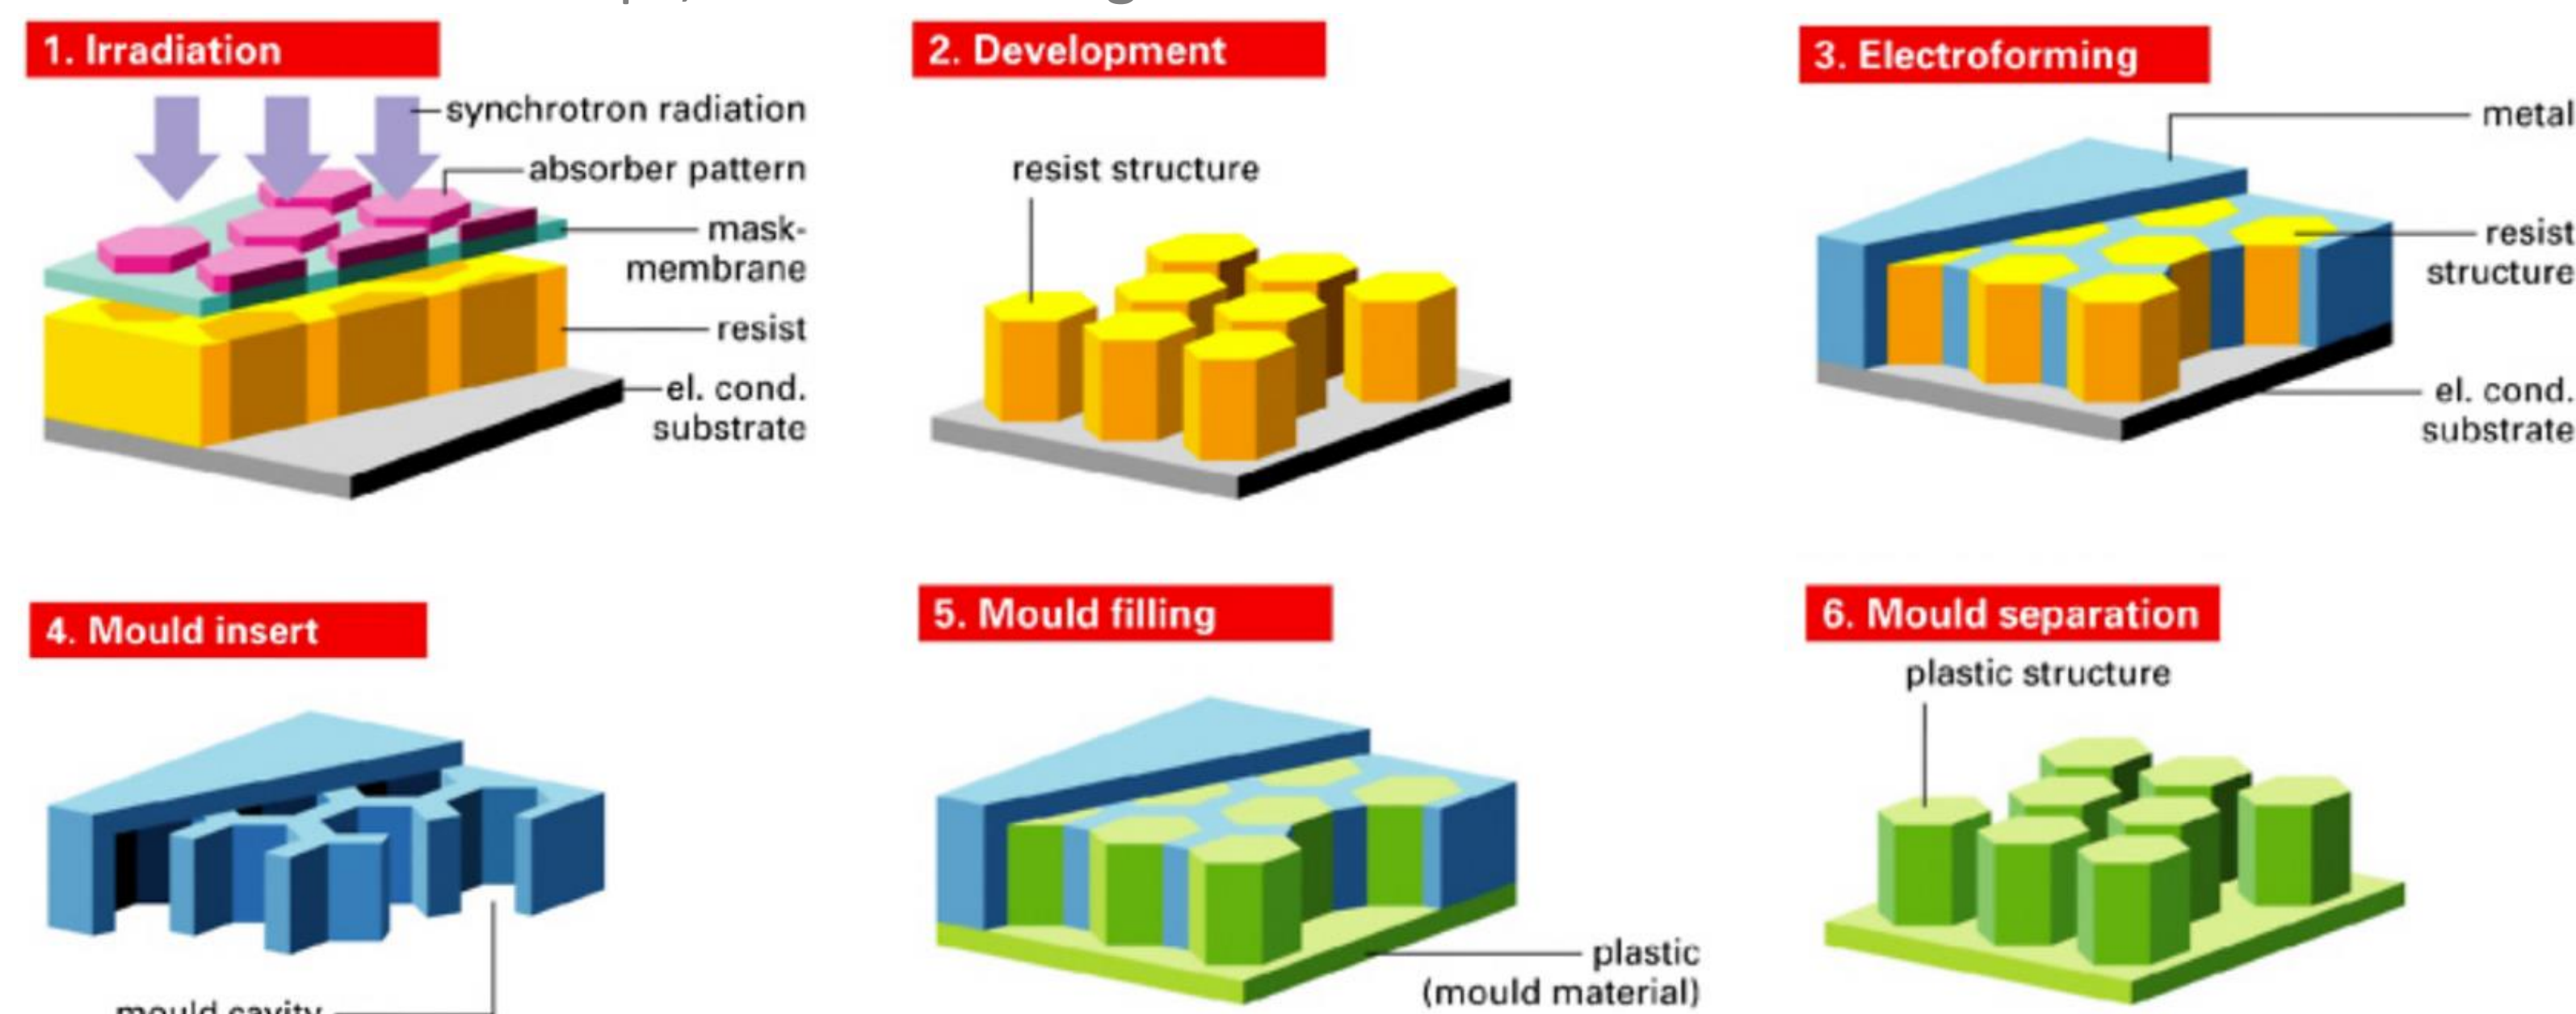 1. Irradiation
synchrotron radiation
absorber pattern
mask-
membrane
resist
el. cond.
substrate
2. Development
resist structure
3. Electroforming
metal
resist
structure
el. cond.
substrate
4. Mould insert
mould cavity
5. Mould filling
plastic
(mould material)
6. Mould separation
plastic structure